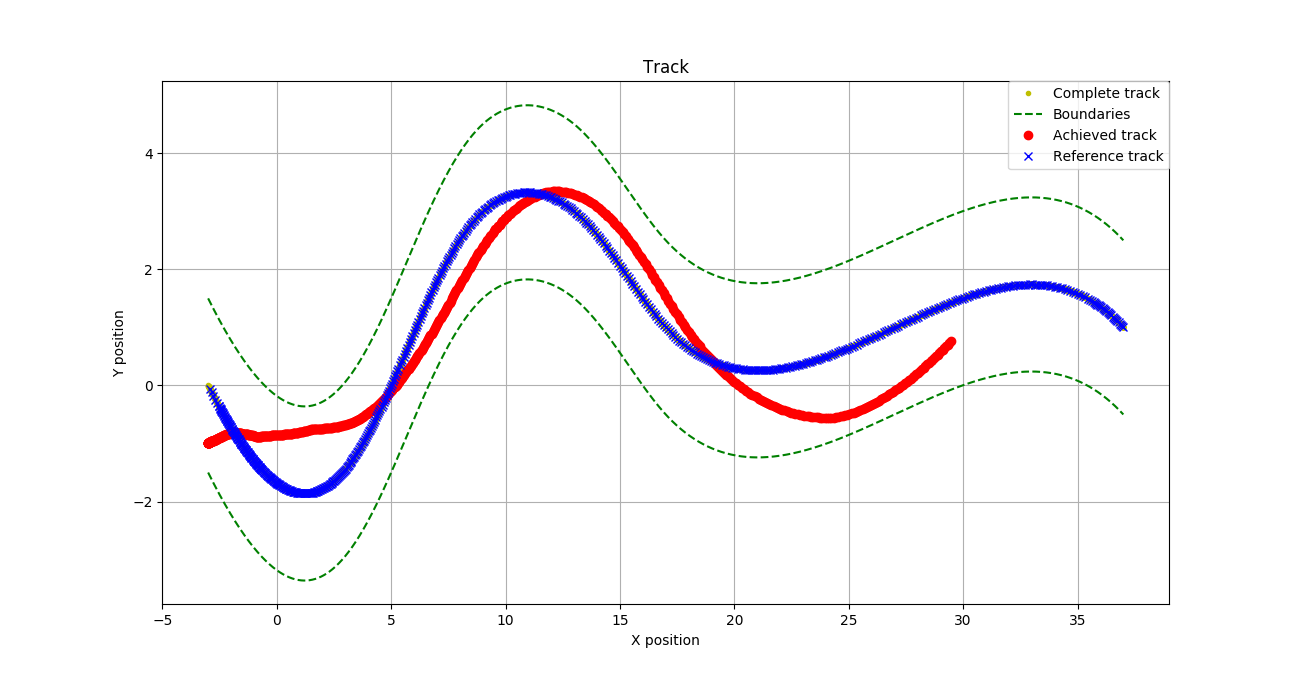 Track
Complete track
Boundaries
Achieved track
Reference track
4
2
0
−2
Y position
−5
0
5
10
15
20
25
30
35
X position